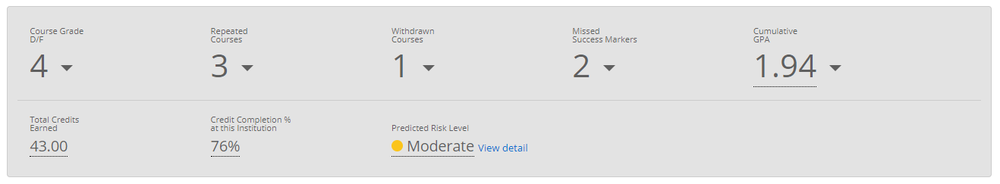 Course Grade
D/F
4
Repeated
Courses
3
Withdrawn
Courses
1
Missed
Success Markers
2
Cumulative
GPA
1.94
Total Credits
Earned
43.00
Credit Completion %
at this Institution
76%
Predicted Risk Level
Moderate View detail